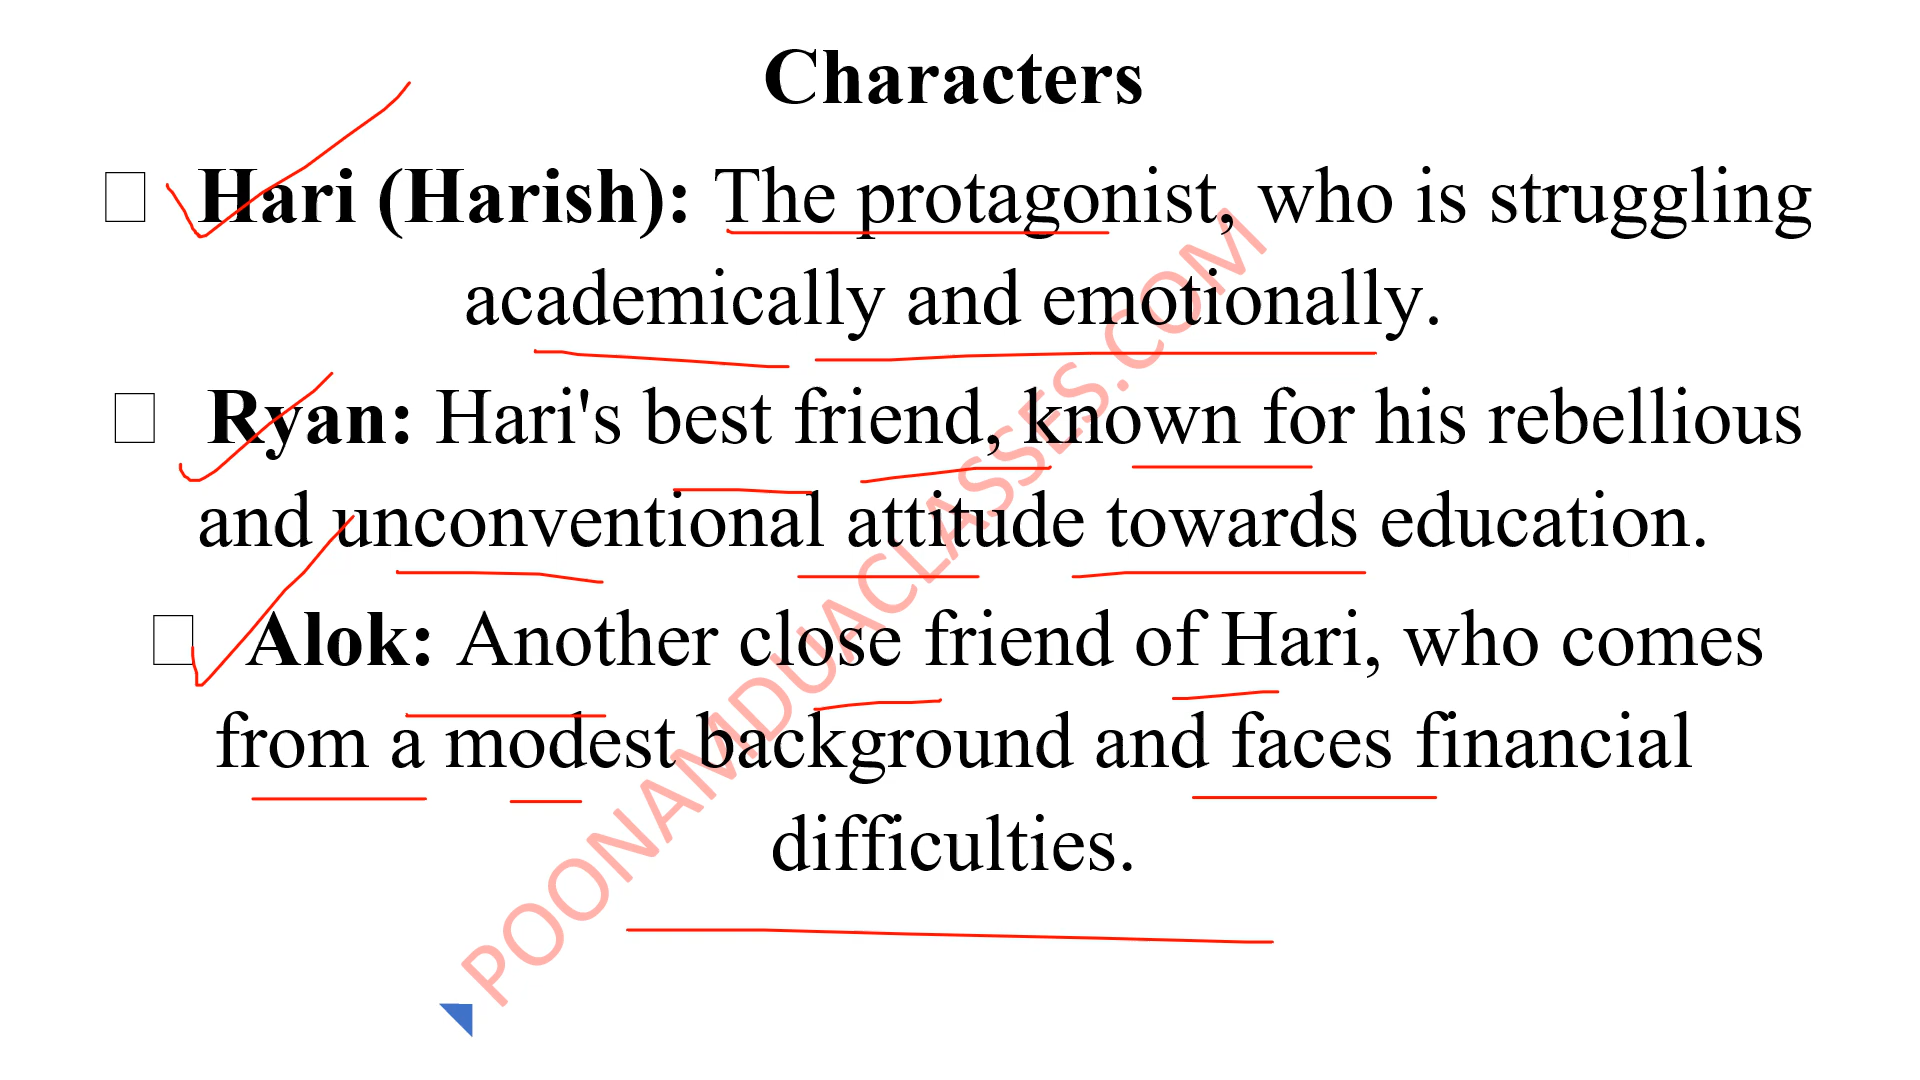 Characters
Hari (Harish): The protagonist, who is struggling
academically and emotionally.
Ryan: Hari's best friend, known for his rebellious
and unconventional attitude towards education.
Alok: Another close friend of Hari, who comes
from a modest background and faces financial
difficulties.
POONAMDUACLASSES.COM